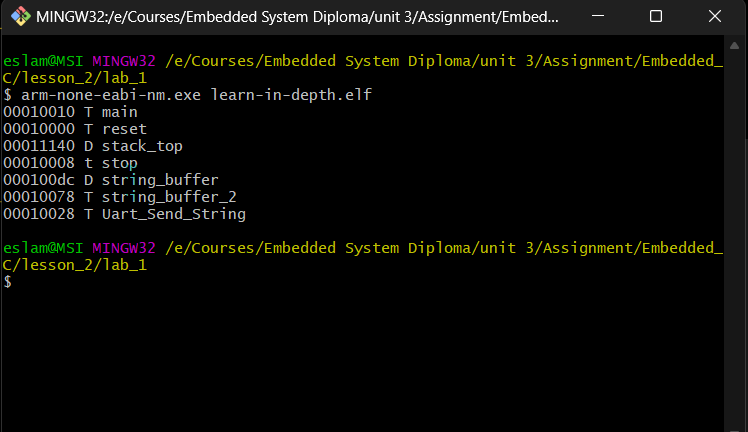 MINGW32:/e/Courses/Embedded System Diploma/unit 3/Assignment/Embed...
eslam@MSI MINGW32 /e/Courses/Embedded System Diploma/unit 3/Assignment/Embedded_
C/lesson_2/lab_1
$ arm-none-eabi-nm.exe learn-in-depth.elf
00010010 T main
00010000 T reset
00011140 D stack_top
00010008 t stop
000100dc D string_buffer
00010078 T string_buffer_2
00010028 T Uart_Send_String
eslam@MSI MINGW32 /e/Courses/Embedded System Diploma/unit 3/Assignment/Embedded_
C/lesson_2/lab_1
$